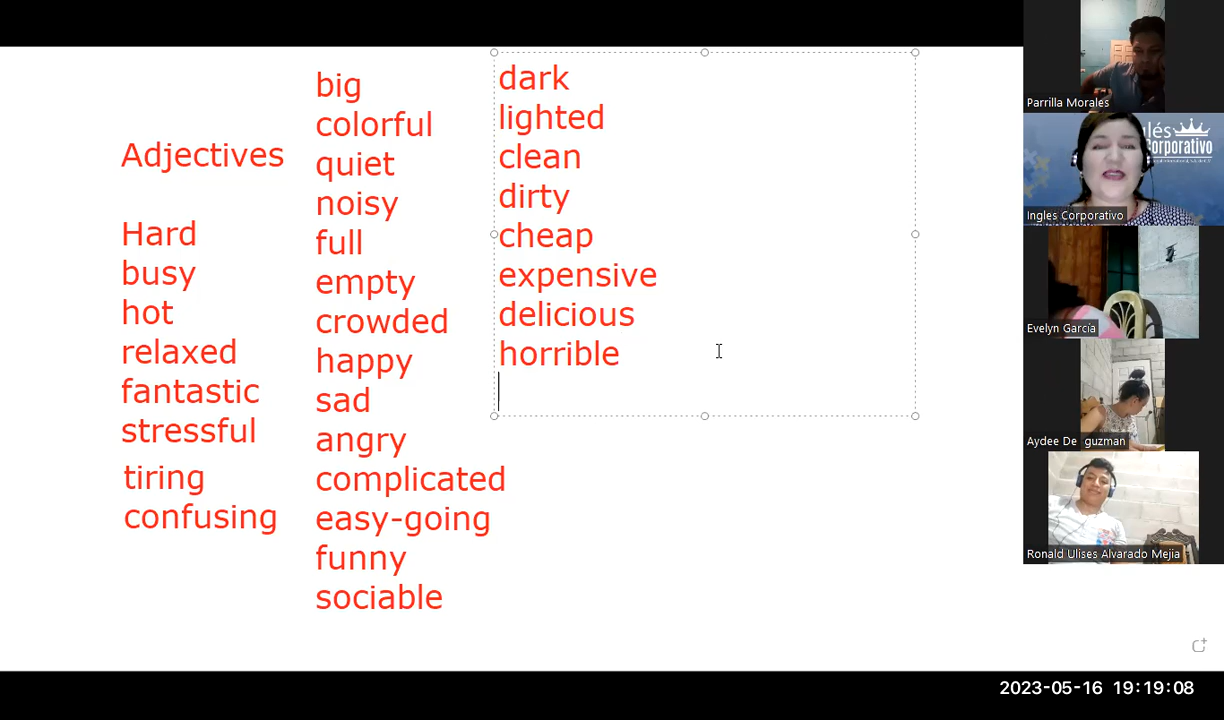 Adjectives
Hard
busy
hot
relaxed
fantastic
stressful
tiring
confusing
big
colorful
quiet
noisy
full
empty
crowded
happy
sad
angry
complicated
easy-going
funny
sociable
dark
lighted
clean
dirty
cheap
expensive
delicious
horrible
Parrilla Morales
Corporativo
Ingles Corporativo
Evelyn García
Aydee De guzman
Ronald Ulises Alvarado Mejia
2023-05-16 19:19:08